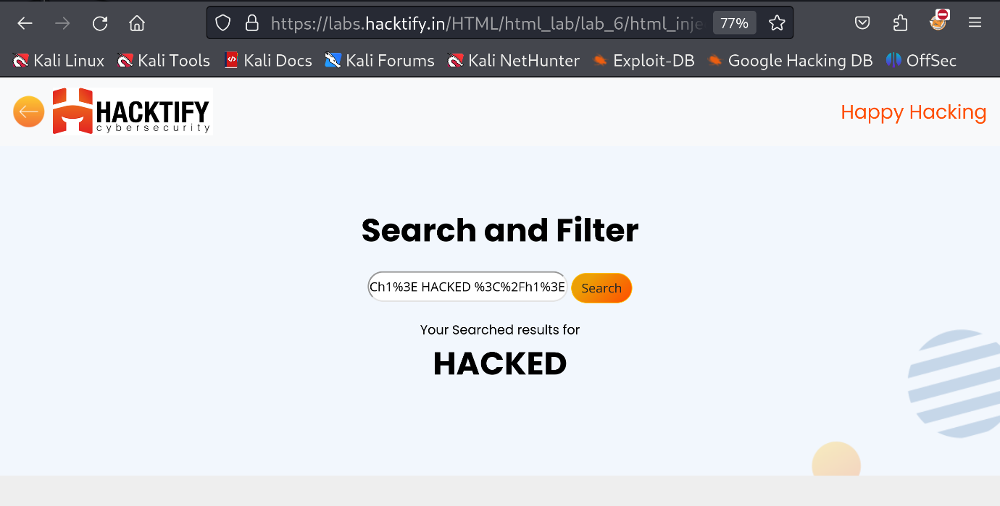 https://labs.hacktify.in/HTML/html_lab/lab_6/html_inje 77%
Kali Linux Kali Tools Kali Docs Kali Forums Kali NetHunter Exploit-DB Google Hacking DB OffSec
HACKTIFY
cybersecurity
Happy Hacking
Search and Filter
Ch1%3E HACKED %3C%2Fh1%3E Search
Your Searched results for
HACKED